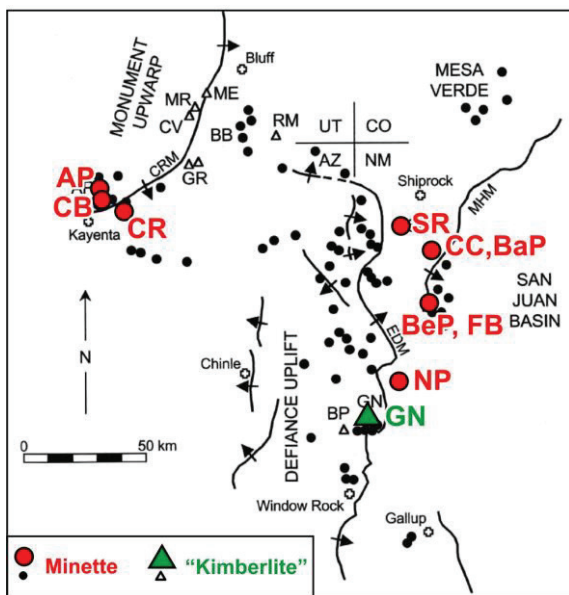 MONUMENT
UPWARP
Bluff
MESA
VERDE
MR
ME
CV
BB
RM
UT
CO
AZ
NM
CRM
GR
AP
CB
CR
Kayenta
Shiprock
MHM
SR
CC,BaP
SAN
JUAN
BASIN
BeP, FB
EDM
N
Chinle
DEFIANCE UPLIFT
NP
GN
BP
GN
0
50 km
Window Rock
Gallup
Minette
"Kimberlite"